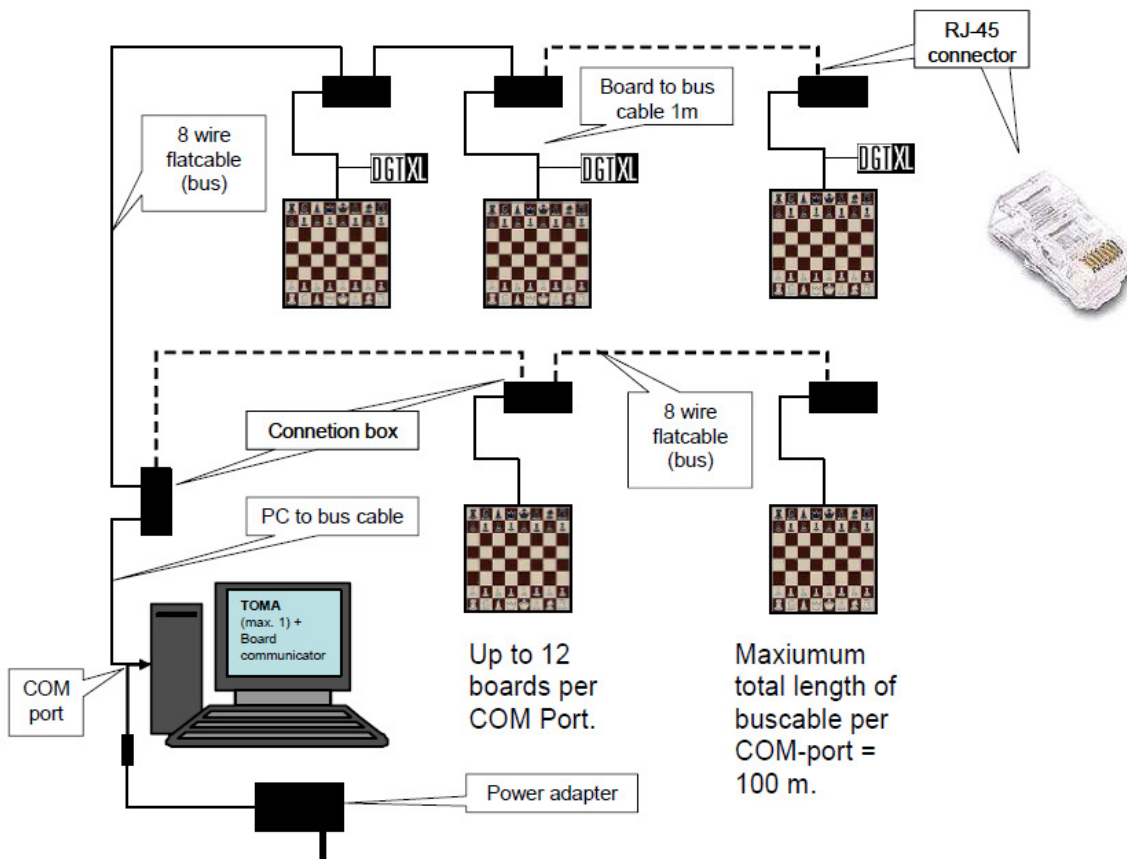 RJ-45
connector
Board to bus
cable 1m
8 wire
flatcable
(bus)
DGTXL
DGTXL
DGTXL
8 wire
flatcable
(bus)
Connetion box
PC to bus cable
TOMA
(max. 1) +
Board
communicator
COM
port
Up to 12
boards per
COM Port.
Maxiumum
total length of
buscable per
COM-port =
100 m.
Power adapter